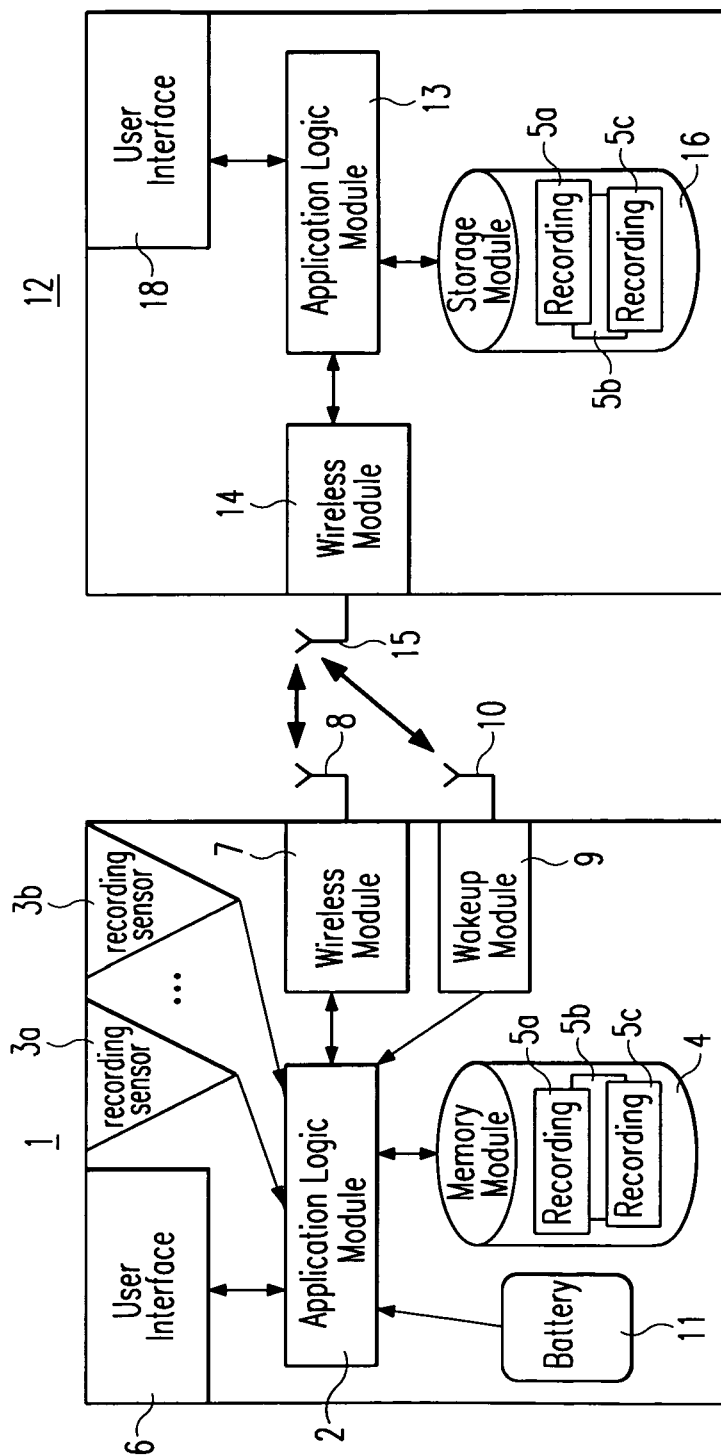 1
3a
3b
User
Interface
6
recording
sensor
...
recording
sensor
Application Logic
Module
2
Wireless
Module
7
8
Wakeup
Module
9
10
Battery
11
Memory
Module
Recording
5a
5b
Recording
5c
4
12
User
Interface
18
Application Logic
Module
13
Wireless
Module
14
15
Storage
Module
Recording
5a
5b
Recording
5c
16